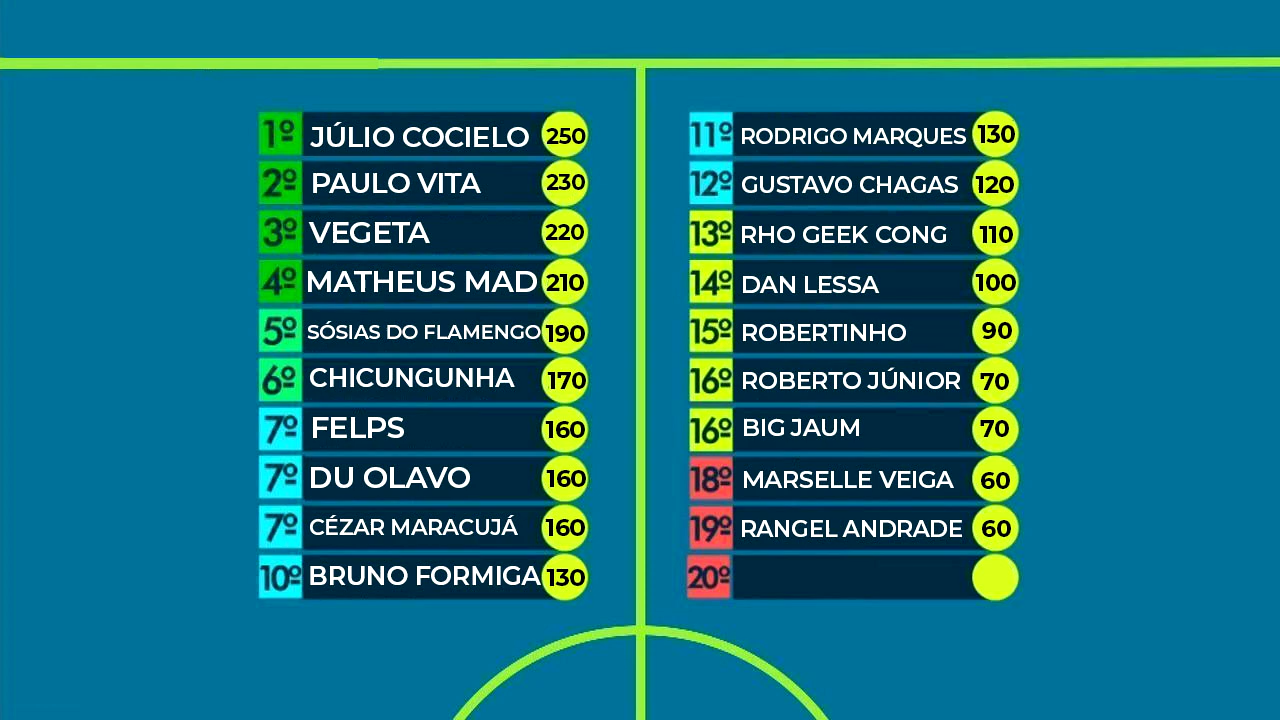 1º JÚLIO COCIELO 250
2º PAULO VITA 230
3º VEGETA 220
4º MATHEUS MAD 210
5º SÓSIAS DO FLAMENGO 190
6º CHICUNGUNHA 170
7º FELPS 160
7º DU OLAVO 160
7º CÉZAR MARACUJÁ 160
10º BRUNO FORMIGA 130
11º RODRIGO MARQUES 130
12º GUSTAVO CHAGAS 120
13º RHO GEEK CONG 110
14º DAN LESSA 100
15º ROBERTINHO 90
16º ROBERTO JÚNIOR 70
16º BIG JAUM 70
18º MARSELLE VEIGA 60
19º RANGEL ANDRADE 60
20º